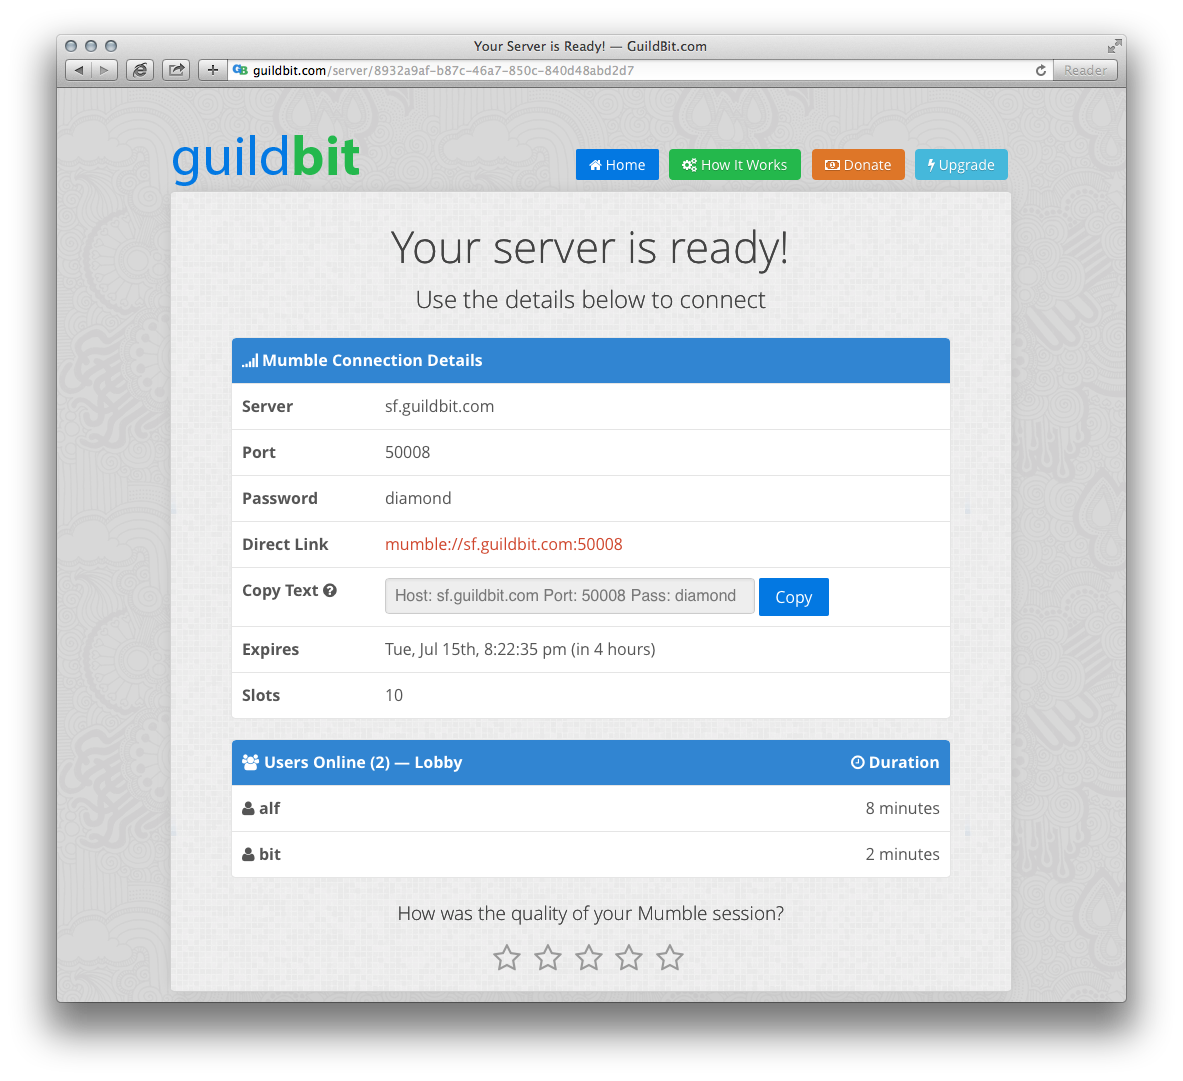 Your Server is Ready! — GuildBit.com
guildbit.com/server/8932a9af-b87c-46a7-850c-840d48abd2d7
Reader
guildbit
Home
How It Works
Donate
Upgrade
Your server is ready!
Use the details below to connect
Mumble Connection Details
Server sf.guildbit.com
Port 50008
Password diamond
Direct Link mumble://sf.guildbit.com:50008
Copy Text Host: sf.guildbit.com Port: 50008 Pass: diamond Copy
Expires Tue, Jul 15th, 8:22:35 pm (in 4 hours)
Slots 10
Users Online (2) — Lobby Duration
alf 8 minutes
bit 2 minutes
How was the quality of your Mumble session?